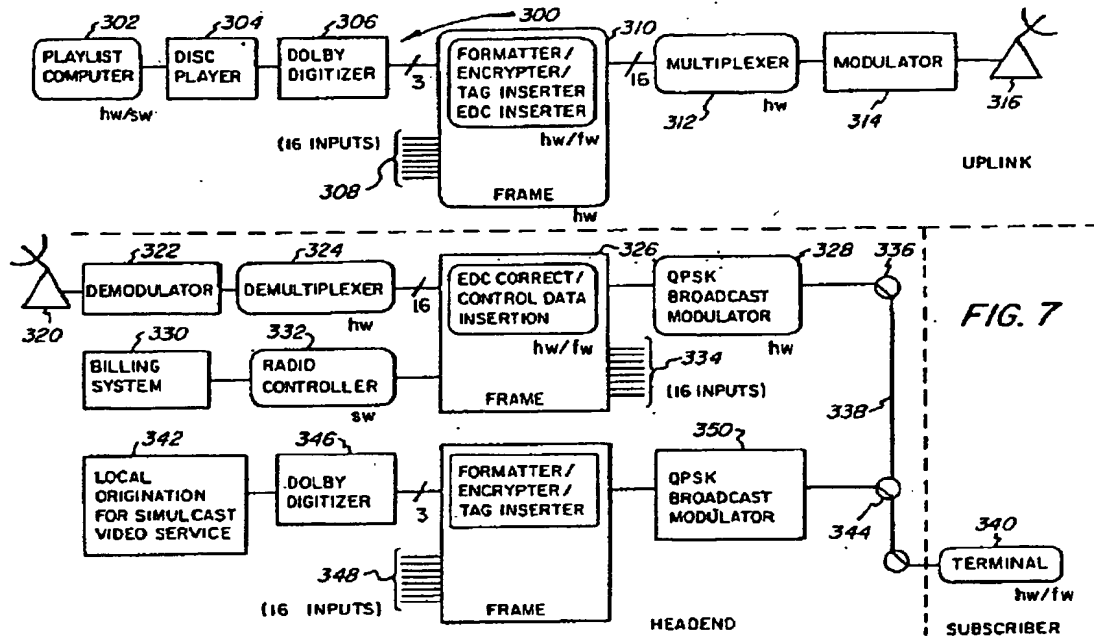 302
304
306
300
310
PLAYLIST
COMPUTER
hw/sw
DISC
PLAYER
DOLBY
DIGITIZER
3
FORMATTER/
ENCRYPTER/
TAG INSERTER
EDC INSERTER
hw/fw
16
MULTIPLEXER
312
hw
MODULATOR
314
316
(16 INPUTS)
308
FRAME
hw
UPLINK
322
324
326
328
336
DEMODULATOR
DEMULTIPLEXER
hw
16
EDC CORRECT/
CONTROL DATA
INSERTION
hw/fw
QPSK
BROADCAST
MODULATOR
hw
FIG. 7
320
330
332
BILLING
SYSTEM
RADIO
CONTROLLER
sw
FRAME
334
(16 INPUTS)
338
342
346
350
LOCAL
ORIGINATION
FOR SIMULCAST
VIDEO SERVICE
DOLBY
DIGITIZER
3
FORMATTER/
ENCRYPTER/
TAG INSERTER
QPSK
BROADCAST
MODULATOR
344
340
TERMINAL
hw/fw
348
(16 INPUTS)
FRAME
HEADEND
SUBSCRIBER